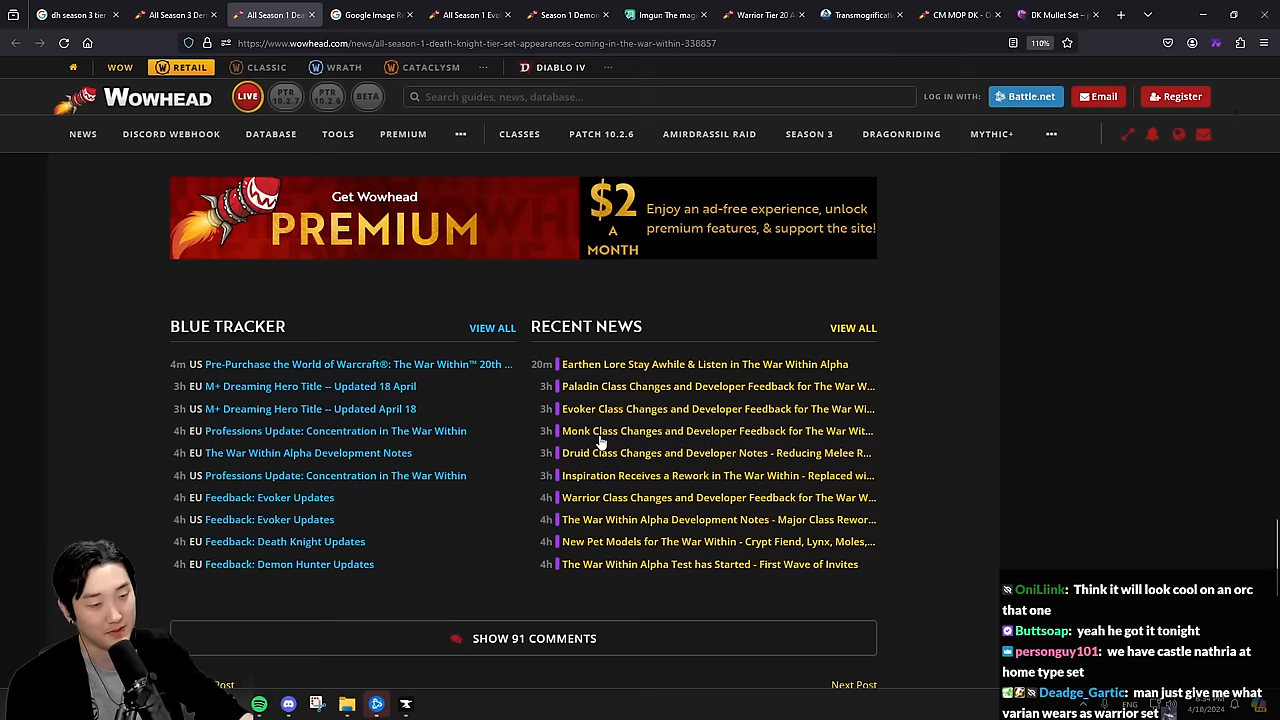 dh season 3 tier
All Season 3 Dem
All Season 1 Dea
Google Image Re
All Season 1 Evol
Season 1 Demon
Imgur: The mag
Warrior Tier 20 A
Transmogrificati
CM MOP DK - O
DK Mullet Set – p
https://www.wowhead.com/news/all-season-1-death-knight-tier-set-appearances-coming-in-the-war-within-338857
110%
WOW
RETAIL
CLASSIC
WRATH
CATACLYSM
DIABLO IV
WOWHEAD
LIVE
PTR 10.2.7
PTR 10.2.6
BETA
Search guides, news, database...
LOG IN WITH:
Battle.net
Email
Register
NEWS
DISCORD WEBHOOK
DATABASE
TOOLS
PREMIUM
CLASSES
PATCH 10.2.6
AMIRDRASSIL RAID
SEASON 3
DRAGONRIDING
MYTHIC+
Get Wowhead
PREMIUM
$2
A
MONTH
Enjoy an ad-free experience, unlock
premium features, & support the site!
BLUE TRACKER
VIEW ALL
4m US Pre-Purchase the World of Warcraft®: The War Within™ 20th ...
3h EU M+ Dreaming Hero Title -- Updated 18 April
3h US M+ Dreaming Hero Title -- Updated April 18
4h EU Professions Update: Concentration in The War Within
4h EU The War Within Alpha Development Notes
4h US Professions Update: Concentration in The War Within
4h EU Feedback: Evoker Updates
4h US Feedback: Evoker Updates
4h EU Feedback: Death Knight Updates
4h EU Feedback: Demon Hunter Updates
RECENT NEWS
VIEW ALL
20m Earthen Lore Stay Awhile & Listen in The War Within Alpha
3h Paladin Class Changes and Developer Feedback for The War W...
3h Evoker Class Changes and Developer Feedback for The War Wi...
3h Monk Class Changes and Developer Feedback for The War Wit...
3h Druid Class Changes and Developer Notes - Reducing Melee R...
3h Inspiration Receives a Rework in The War Within - Replaced wi...
4h Warrior Class Changes and Developer Feedback for The War W...
4h The War Within Alpha Development Notes - Major Class Rewor...
4h New Pet Models for The War Within - Crypt Fiend, Lynx, Moles,...
4h The War Within Alpha Test has Started - First Wave of Invites
SHOW 91 COMMENTS
Post
Next Post
OniLiink: Think it will look cool on an orc
that one
Buttsoap: yeah he got it tonight
personguy101: we have castle nathria at
home type set
Deadge_Gartic: man just give me what
varian wears as warrior set
ENG
4/18/2024